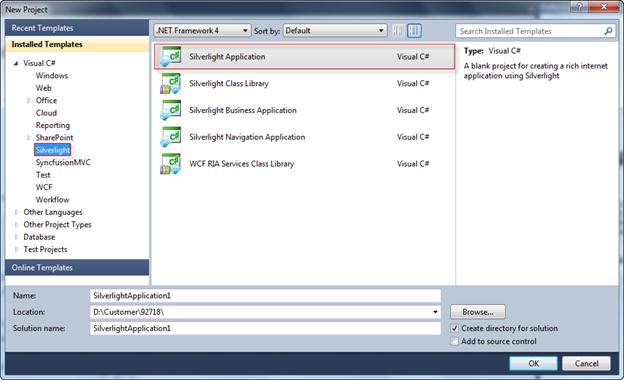 New Project
Recent Templates
Installed Templates
Visual C#
Windows
Web
Office
Cloud
Reporting
SharePoint
Silverlight
SyncfusionMVC
Test
WCF
Workflow
Other Languages
Other Project Types
Database
Test Projects
Online Templates
.NET Framework 4 Sort by: Default
Silverlight Application Visual C#
Silverlight Class Library Visual C#
Silverlight Business Application Visual C#
Silverlight Navigation Application Visual C#
WCF RIA Services Class Library Visual C#
Search Installed Templates
Type: Visual C#
A blank project for creating a rich internet
application using Silverlight
Name: SilverlightApplication1
Location: D:\Customer\92718\ Browse...
Solution name: SilverlightApplication1
Create directory for solution
Add to source control
OK Cancel